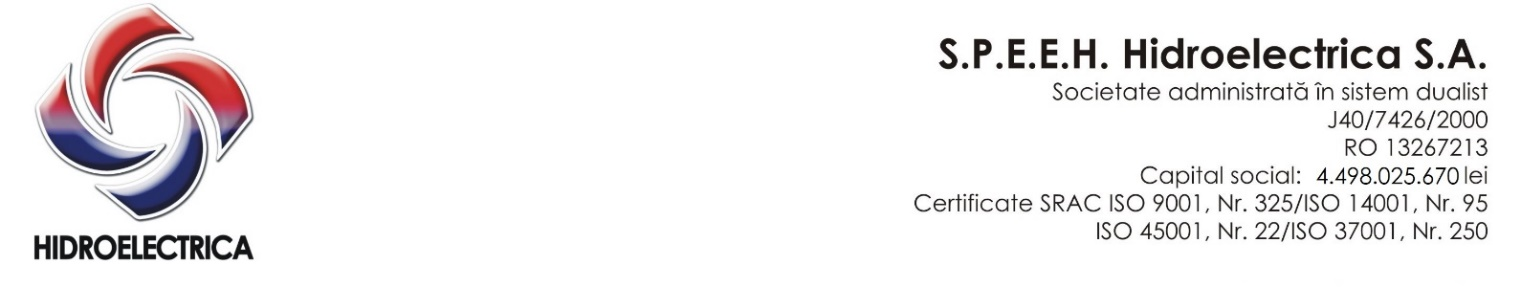 HIDROELECTRICA
S.P.E.E.H. Hidroelectrica S.A.
Societate administrată în sistem dualist
J40/7426/2000
RO 13267213
Capital social: 4.498.025.670 lei
Certificate SRAC ISO 9001, Nr. 325/ISO 14001, Nr. 95
ISO 45001, Nr. 22/ISO 37001, Nr. 250